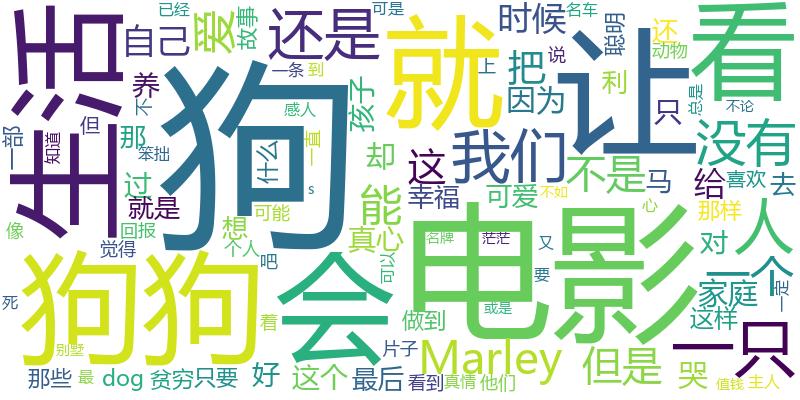 已经
可是
名车
生活
自己
爱
故事
还是
就
时候
还
聪明
看
一条
到
把
说
让
动物
上
养
狗
孩子
因为
利
只
总是
不
感人
不论
一部
但
那
知道
笨拙
什么
一直
却
这
我们
没有
过
就是
能
幸福
可爱
不是
马
给
喜欢
去
像
回报
想
可能
真心
不如
那样
心
人
觉得
个人
吧
名牌
茫茫
又
对
一个
狗狗
会
可以
电影
要
家庭
一定
死
着
做到
或是
这样
别墅
片子
Marley
但是
一只
那些
最
dog
贫穷
只要
好
这个
最后
看到
真情
他们
哭
值钱
主人
s